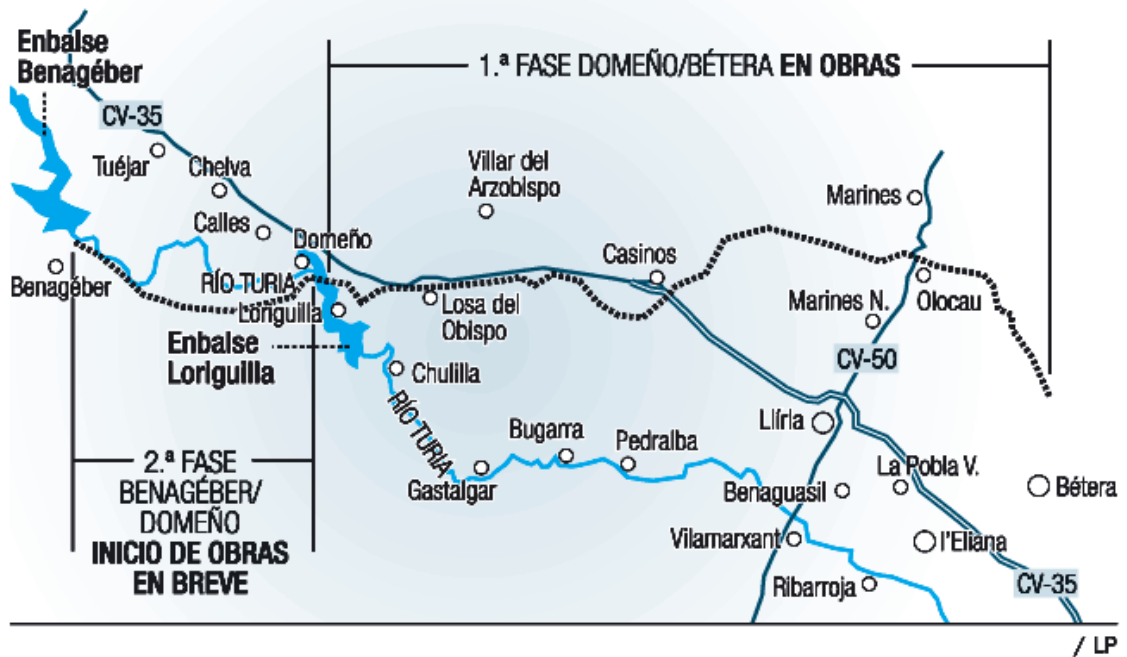 Enbalse
Benagéber
1.ª FASE DOMEÑO/BÉTERA EN OBRAS
CV-35
Tuéjar
Chelva
Villar del
Arzobispo
Marines
Calles
Domeño
Casinos
Benagéber
RÍO TURIA
Loriguilla
Losa del
Obispo
Marines N.
Olocau
Enbalse
Loriguilla
Chulilla
CV-50
RÍO TURIA
Llíria
Bugarra
Pedralba
2.ª FASE
BENAGÉBER/
DOMEÑO
INICIO DE OBRAS
EN BREVE
Gastalgar
La Pobla V.
Benaguasil
Bétera
Vilamarxant
l'Eliana
Ribarroja
CV-35
/ LP